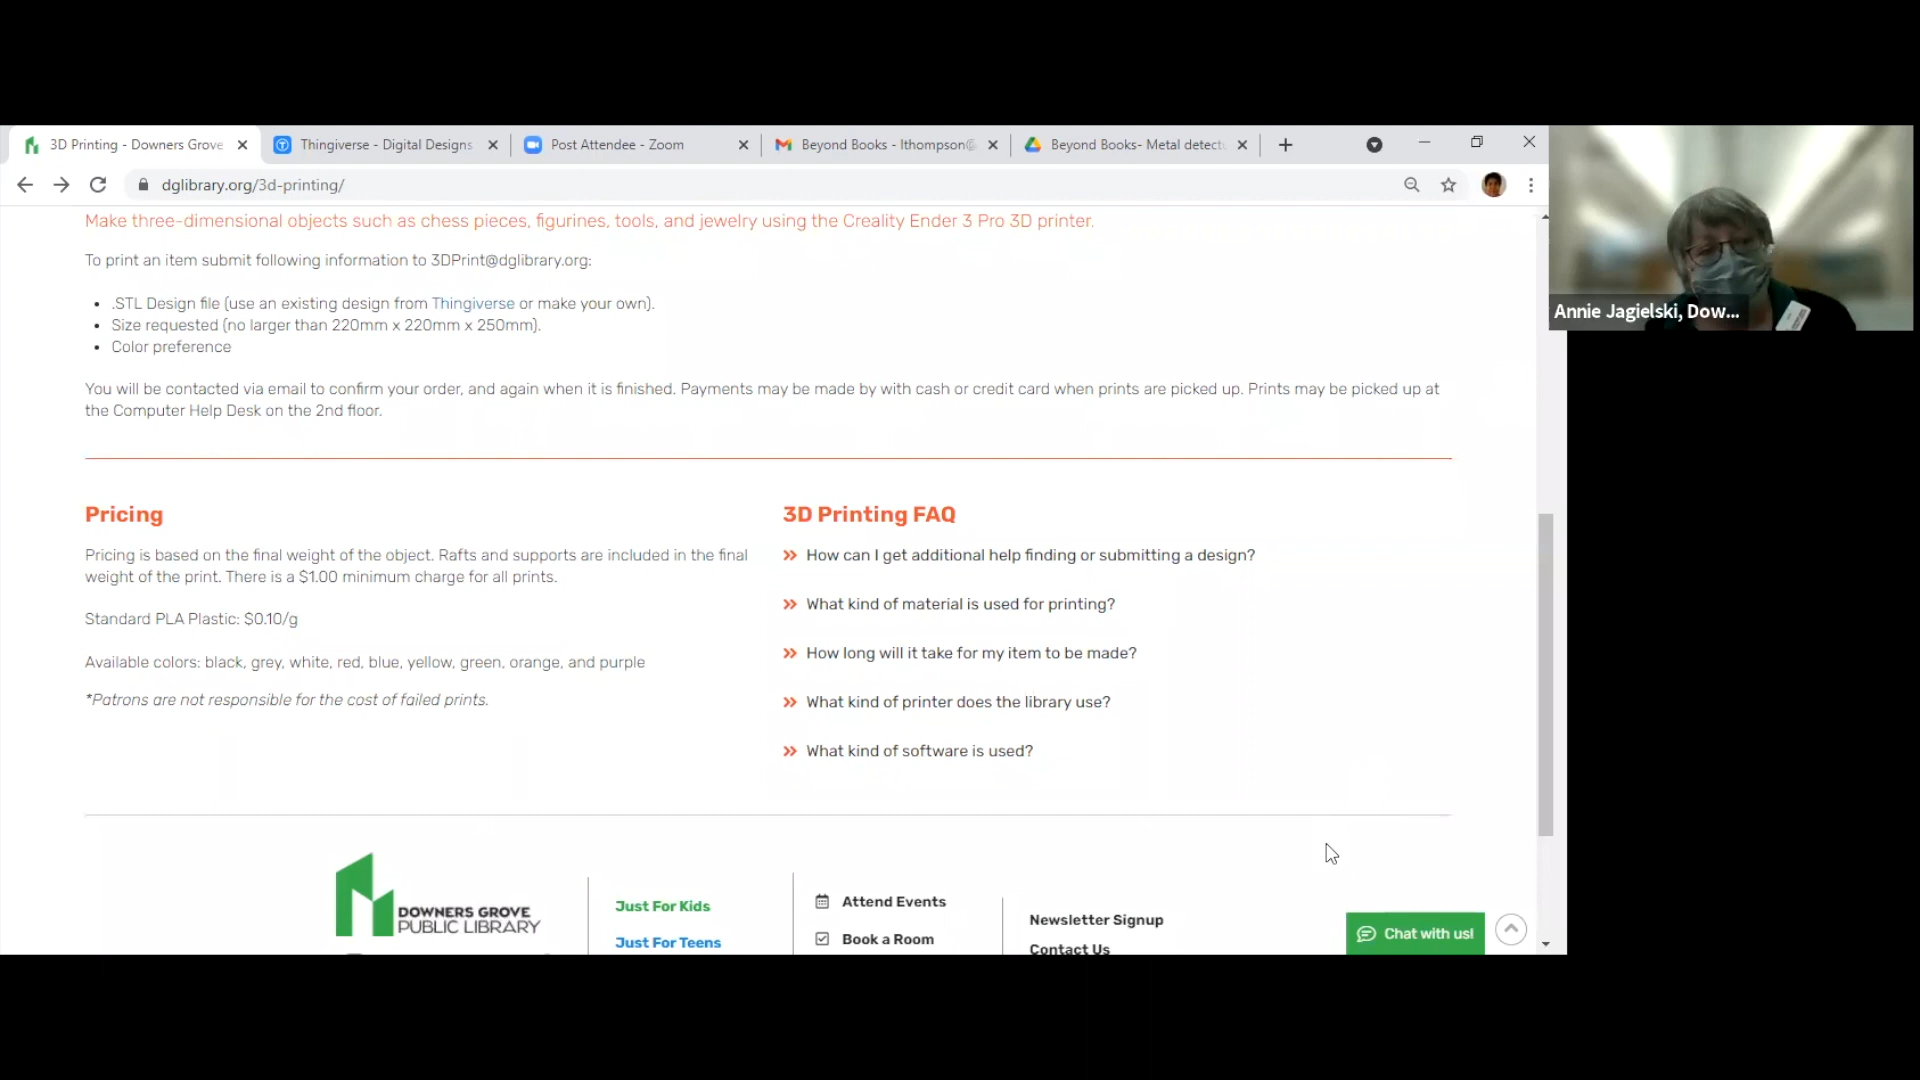 3D Printing - Downers Grove
Thingiverse - Digital Designs
Post Attendee - Zoom
Beyond Books - lthompson@
Beyond Books- Metal detect
dglibrary.org/3d-printing/
Make three-dimensional objects such as chess pieces, figurines, tools, and jewelry using the Creality Ender 3 Pro 3D printer.
To print an item submit following information to 3DPrint@dglibrary.org:
• .STL Design file (use an existing design from Thingiverse or make your own).
• Size requested (no larger than 220mm x 220mm x 250mm).
• Color preference
You will be contacted via email to confirm your order, and again when it is finished. Payments may be made by with cash or credit card when prints are picked up. Prints may be picked up at
the Computer Help Desk on the 2nd floor.
Pricing
Pricing is based on the final weight of the object. Rafts and supports are included in the final
weight of the print. There is a $1.00 minimum charge for all prints.
Standard PLA Plastic: $0.10/g
Available colors: black, grey, white, red, blue, yellow, green, orange, and purple
*Patrons are not responsible for the cost of failed prints.
3D Printing FAQ
How can I get additional help finding or submitting a design?
What kind of material is used for printing?
How long will it take for my item to be made?
What kind of printer does the library use?
What kind of software is used?
DOWNERS GROVE
PUBLIC LIBRARY
Just For Kids
Just For Teens
Attend Events
Book a Room
Newsletter Signup
Contact Us
Chat with us!
Annie Jagielski, Dow...